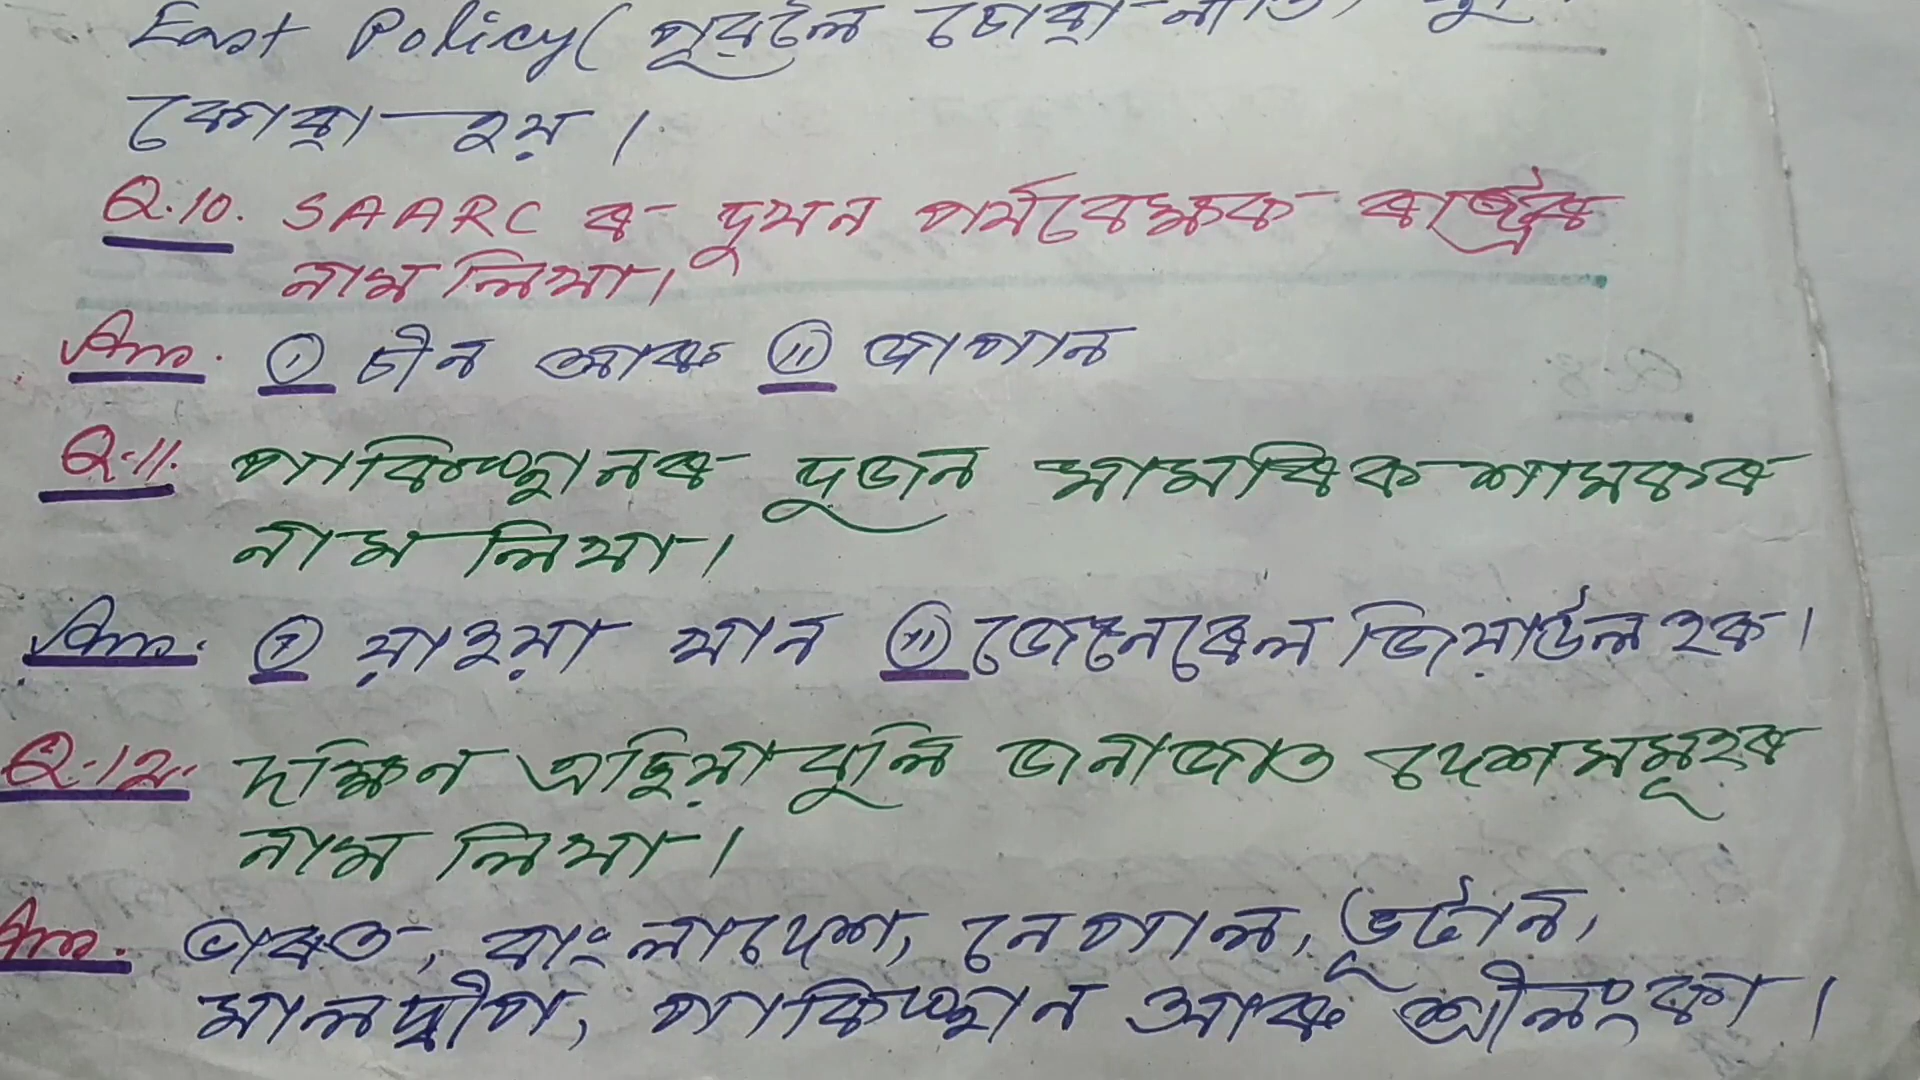 East Policy (পূবলৈ চোৱা নীতি)
কোৱা হয়।
Q.10. SAARC ৰ দুখন পৰ্যবেক্ষক ৰাষ্ট্ৰৰ
নাম লিখা।
Ans. (i) চীন আৰু (ii) জাপান
Q.11. পাকিস্থানৰ দুজন সামৰিক শাসকৰ
নাম লিখা।
Ans. (i) য়াহয়া খান (ii) জেনেৰেল জিয়াউল হক।
Q.12. দক্ষিন এছিয়া বুলি জনাজাত দেশসমূহৰ
নাম লিখা।
Ans. ভাৰত, বাংলাদেশ, নেপাল, ভূটান,
মালদ্বীপ, পাকিস্থান আৰু শ্ৰীলংকা।